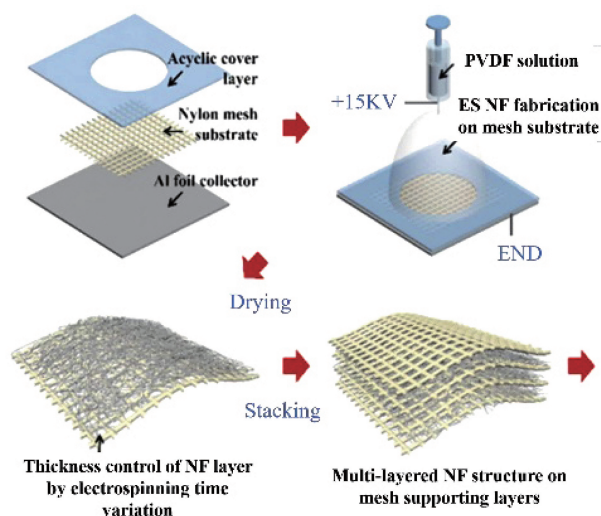 Acyclic cover
layer
Nylon mesh
substrate
Al foil collector
PVDF solution
+15KV
ES NF fabrication
on mesh substrate
END
Drying
Stacking
Thickness control of NF layer
by electrospinning time
variation
Multi-layered NF structure on
mesh supporting layers